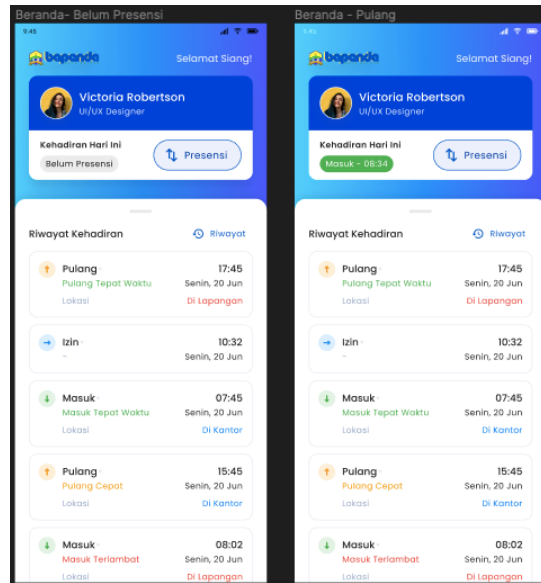 Beranda- Belum Presensi
9.45
bapanda
Selamat Siang!
Victoria Robertson
UI/UX Designer
Kehadiran Hari Ini
Belum Presensi
Presensi
Riwayat Kehadiran
Riwayat
Pulang
17:45
Pulang Tepat Waktu
Senin, 20 Jun
Lokasi
Di Lapangan
Izin
10:32
-
Senin, 20 Jun
Masuk
07:45
Masuk Tepat Waktu
Senin, 20 Jun
Lokasi
Di Kantor
Pulang
15:45
Pulang Cepat
Senin, 20 Jun
Lokasi
Di Kantor
Masuk
08:02
Masuk Terlambat
Senin, 20 Jun
Lokasi
Di Lapangan
Beranda - Pulang
9.45
bapanda
Selamat Siang!
Victoria Robertson
UI/UX Designer
Kehadiran Hari Ini
Masuk - 08:34
Presensi
Riwayat Kehadiran
Riwayat
Pulang
17:45
Pulang Tepat Waktu
Senin, 20 Jun
Lokasi
Di Lapangan
Izin
10:32
-
Senin, 20 Jun
Masuk
07:45
Masuk Tepat Waktu
Senin, 20 Jun
Lokasi
Di Kantor
Pulang
15:45
Pulang Cepat
Senin, 20 Jun
Lokasi
Di Kantor
Masuk
08:02
Masuk Terlambat
Senin, 20 Jun
Lokasi
Di Lapangan